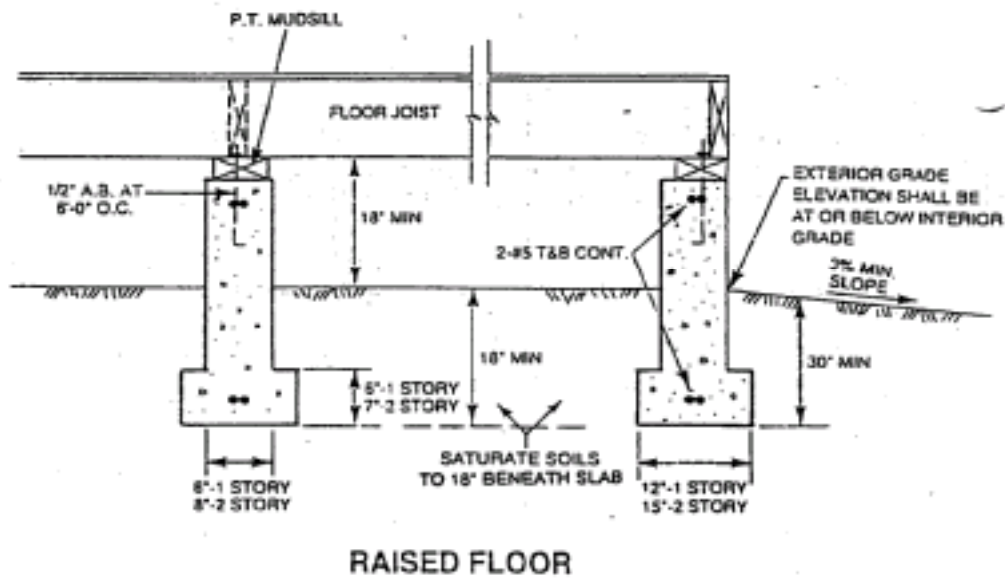 P.T. MUDSILL
FLOOR JOIST
1/2" A.B. AT
6'-0" O.C.
18" MIN
EXTERIOR GRADE
ELEVATION SHALL BE
AT OR BELOW INTERIOR
GRADE
2-#5 T&B CONT.
3% MIN.
SLOPE
18" MIN
30" MIN
6"-1 STORY
7"-2 STORY
SATURATE SOILS
TO 18" BENEATH SLAB
6"-1 STORY
8"-2 STORY
12"-1 STORY
15"-2 STORY
RAISED FLOOR